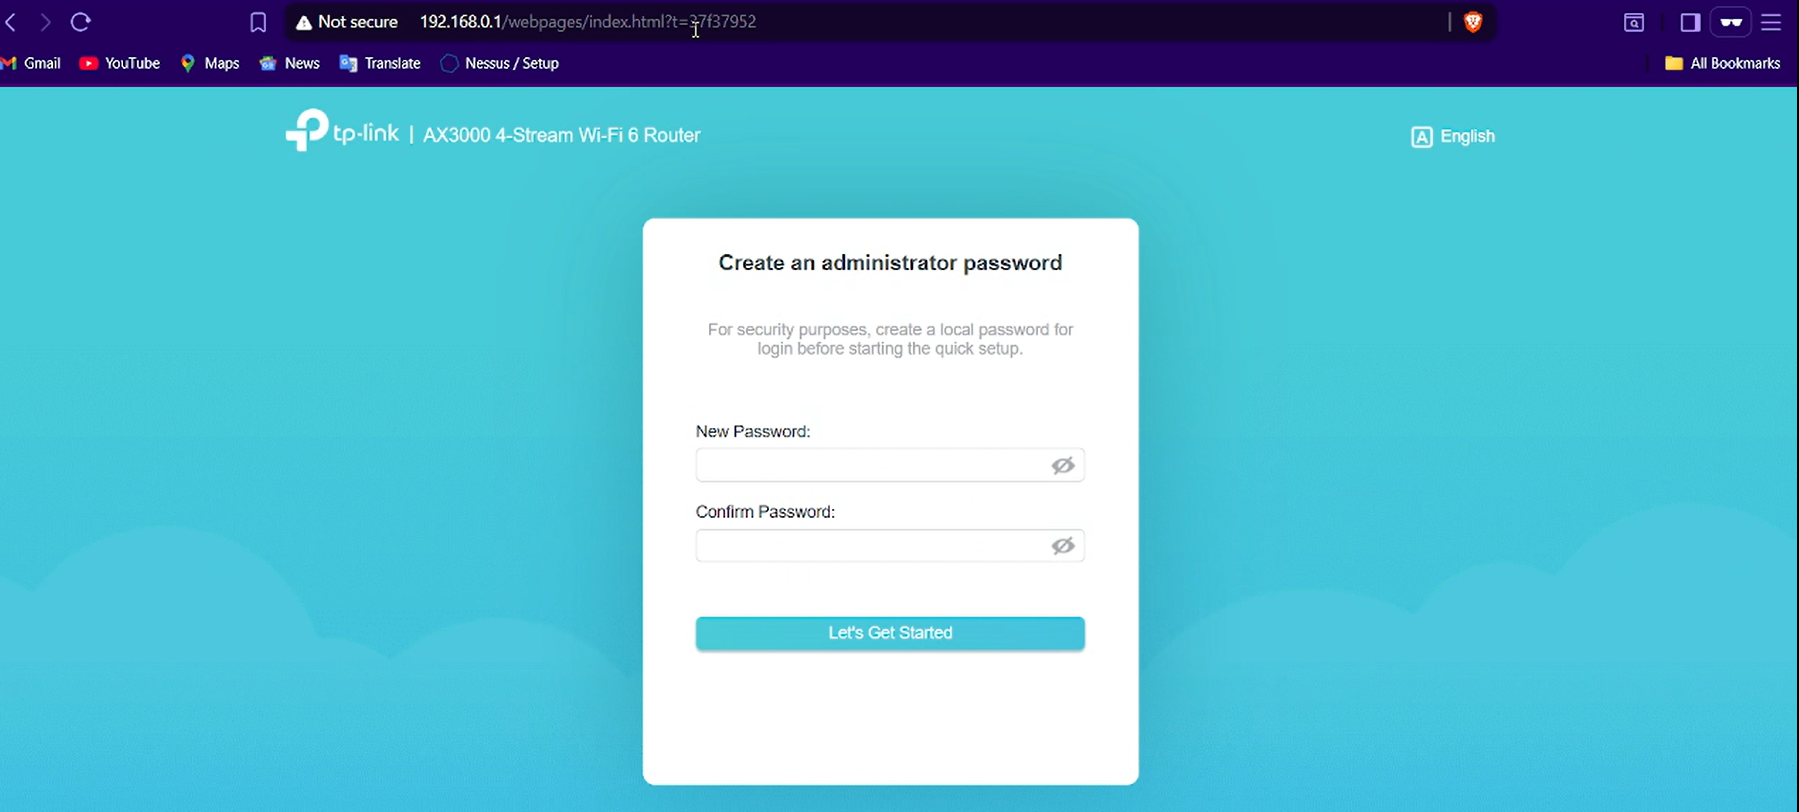 Not secure 192.168.0.1/webpages/index.html?t=37f37952
Gmail YouTube Maps News Translate Nessus / Setup All Bookmarks
tp-link | AX3000 4-Stream Wi-Fi 6 Router
A English
Create an administrator password
For security purposes, create a local password for
login before starting the quick setup.
New Password:
Confirm Password:
Let's Get Started